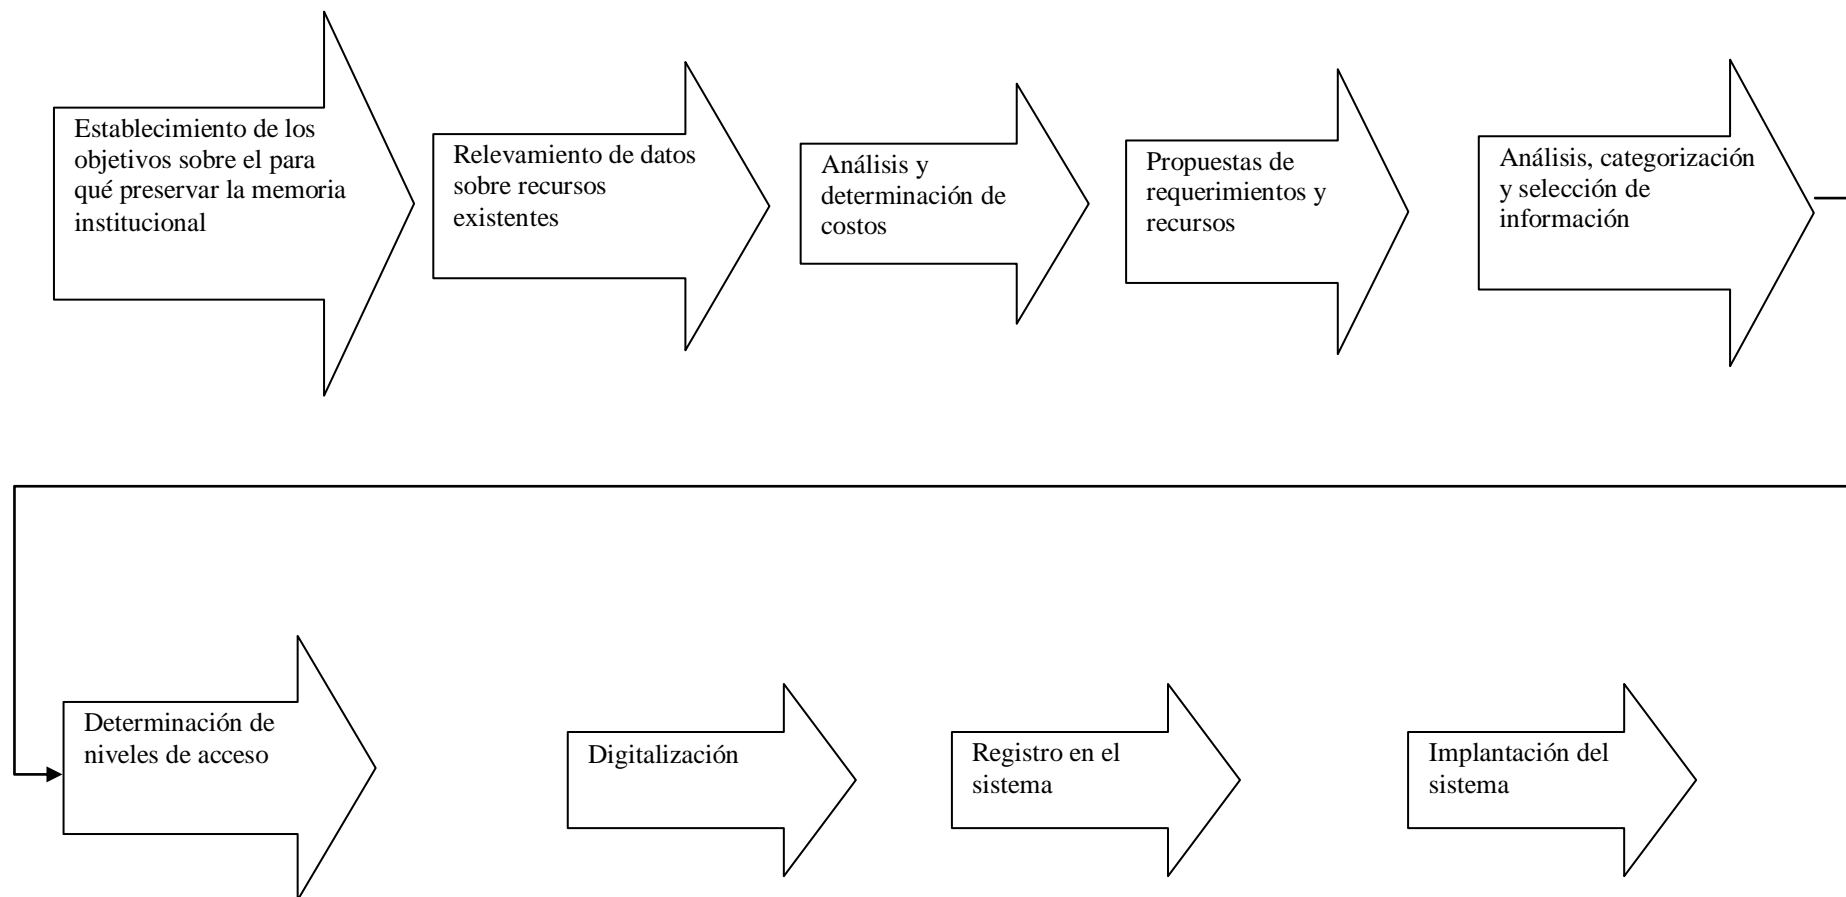 Establecimiento de los
objetivos sobre el para
qué preservar la memoria
institucional
Relevamiento de datos
sobre recursos
existentes
Análisis y
determinación de
costos
Propuestas de
requerimientos y
recursos
Análisis, categorización
y selección de
información
Determinación de
niveles de acceso
Digitalización
Registro en el
sistema
Implantación del
sistema